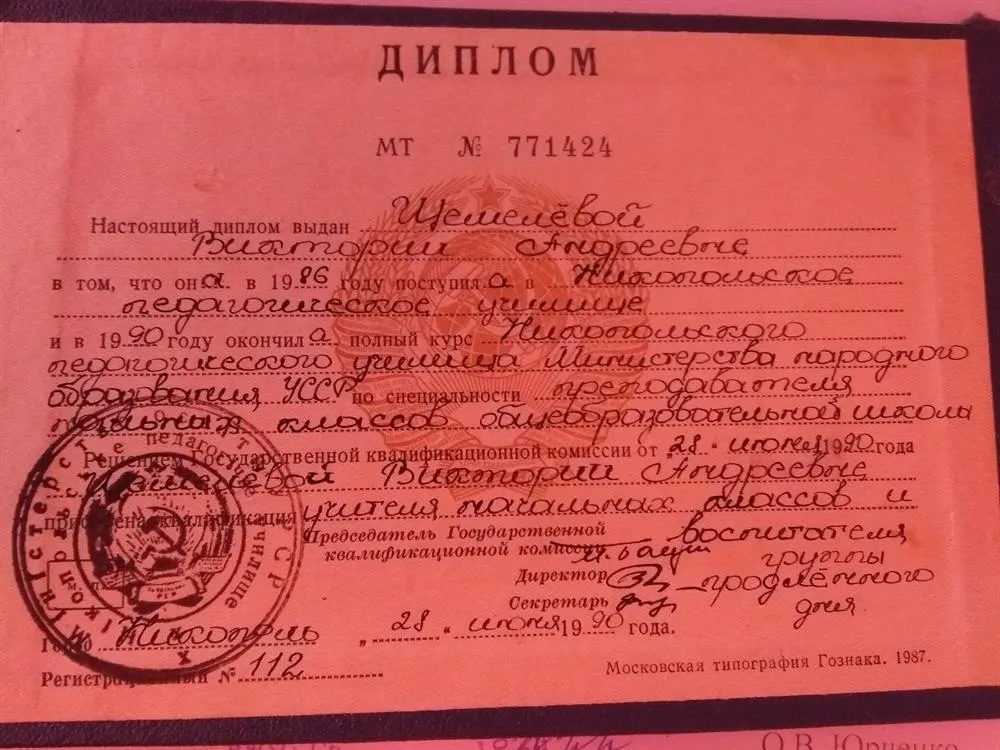 ДИПЛОМ
МТ № 771424
Настоящий диплом выдан Щемелёвой
Виктории Андреевне
в том, что она в 1986 году поступила в Никопольское
педагогическое училище
и в 1990 году окончила полный курс Никопольского
педагогического училища Министерства народного
образования УССР по специальности преподавателя
начальных классов общеобразовательной школы
Решением Государственной квалификационной комиссии от „28“ июня 1990 года
Щемелёвой Виктории Андреевне
присвоена квалификация учителя начальных классов и
Председатель Государственной воспитателя
квалификационной комиссии группы
Директор продлённого
Секретарь дня
Город Никополь „28“ июня 1990 года.
Регистрационный № 112
Московская типография Гознака. 1987.
О.В. Юрченко